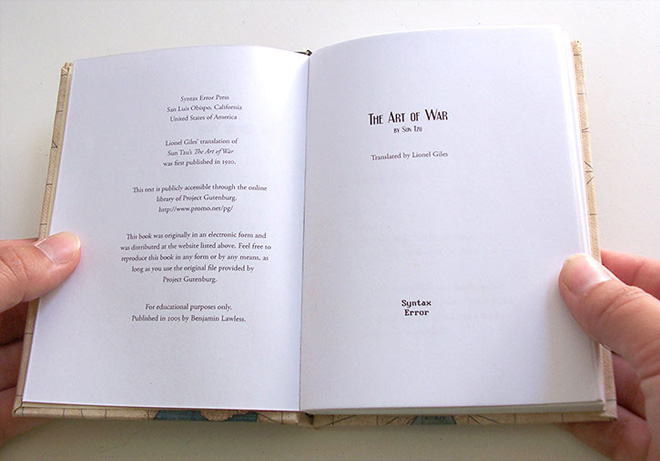 Syntax Error Press
San Luis Obispo, California
United States of America
Lionel Giles' translation of
Sun Tzu's The Art of War
was first published in 1920.
This text is publicly accessible through the online
library of Project Gutenburg.
http://www.promo.net/pg/
This book was originally in an electronic form and
was distributed at the website listed above. Feel free to
reproduce this book in any form or by any means, as
long as you use the original file provided by
Project Gutenburg.
For educational purposes only.
Published in 2005 by Benjamin Lawless.
The Art of War
by Sun Tzu
Translated by Lionel Giles
Syntax
Error